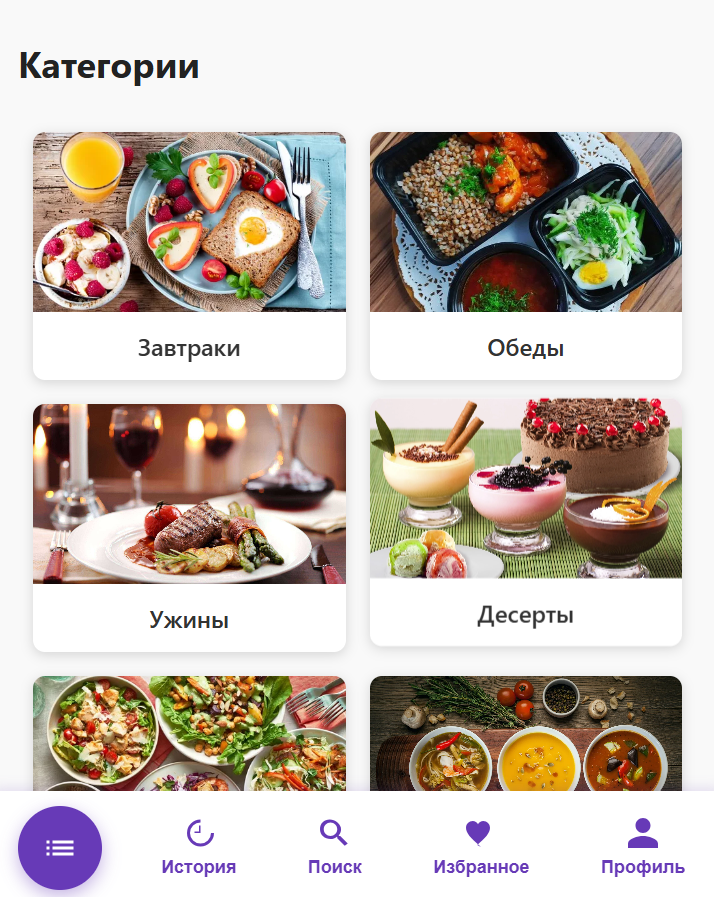 Категории
Завтраки
Обеды
Ужины
Десерты
История
Поиск
Избранное
Профиль